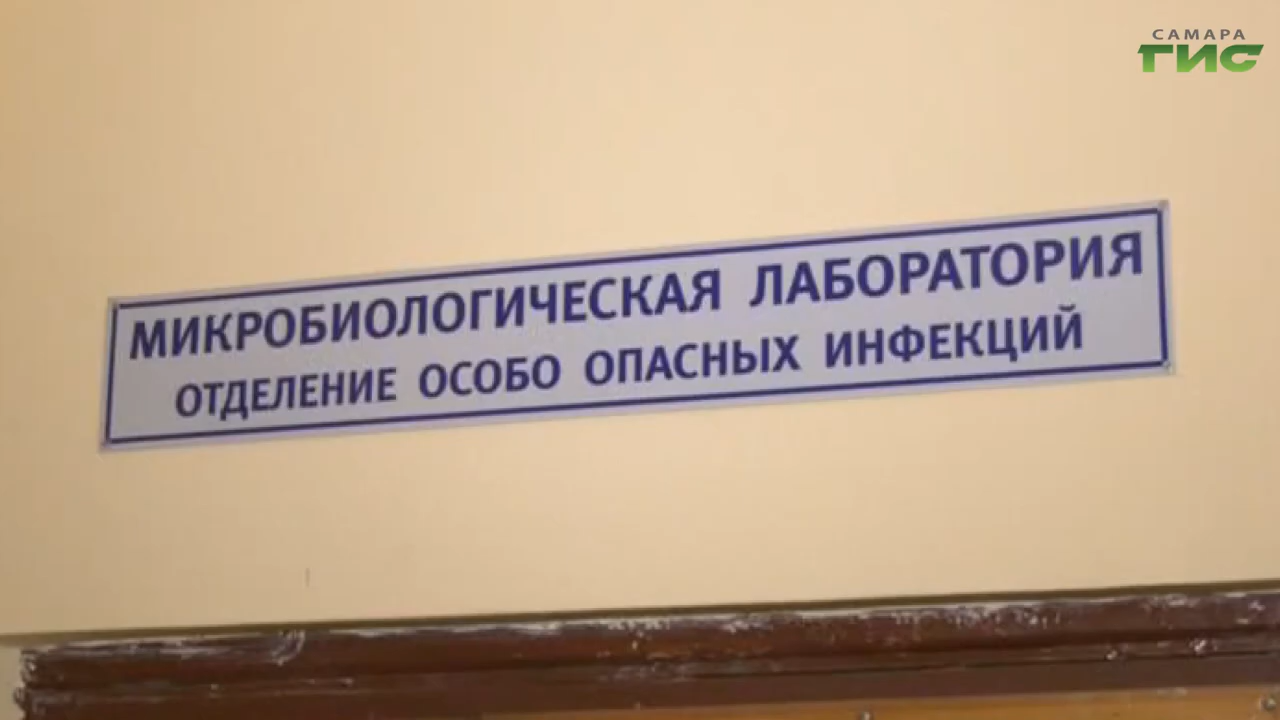 САМАРА
ГИС
МИКРОБИОЛОГИЧЕСКАЯ ЛАБОРАТОРИЯ
ОТДЕЛЕНИЕ ОСОБО ОПАСНЫХ ИНФЕКЦИЙ